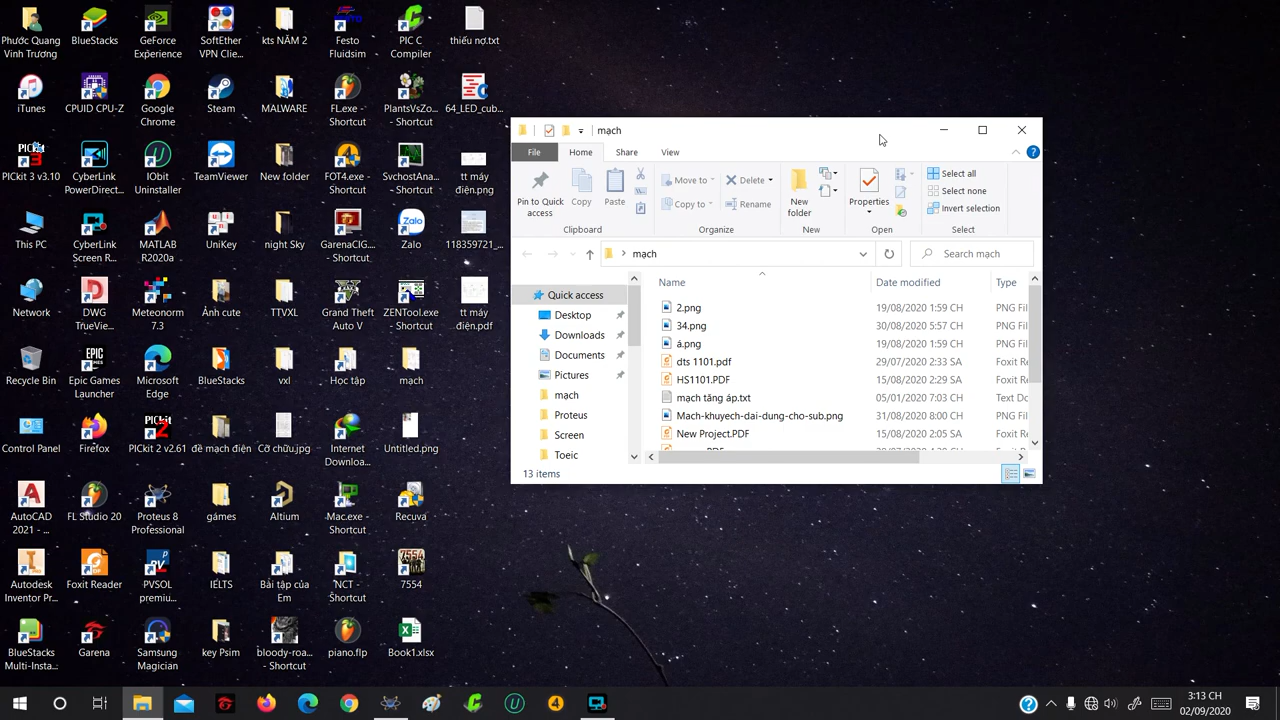 Phước Quang
Vinh Trương
BlueStacks
GeForce
Experience
SoftEther
VPN Clie...
kts NĂM 2
Festo
Fluidsim
PIC C
Compiler
thiếu nợ.txt
iTunes
CPUID CPU-Z
Google
Chrome
Steam
MALWARE
FL.exe -
Shortcut
PlantsVsZo...
- Shortcut
64_LED_cub...
PICkit 3 v3.10
CyberLink
PowerDirect...
IObit
Uninstaller
TeamViewer
New folder
FOT4.exe -
Shortcut
SvchostAna...
- Shortcut
tt máy
điện.png
This PC
CyberLink
Screen R...
MATLAB
R2020a
UniKey
night Sky
GarenaCIG....
Shortcut
Zalo
118359721_...
Network
DWG
TrueView...
Meteonorm
7.3
Ảnh cute
TTVXL
Grand Theft
Auto V
ZENTool.exe
- Shortcut
tt máy
điện.pdf
Recycle Bin
Epic Games
Launcher
Microsoft
Edge
BlueStacks
vxl
Học tập
mạch
Control Panel
Firefox
PICkit 2 v2.61
đề mạch điện
Cỡ chữ/ung
Internet
Downloa...
Untitled.png
AutoCAD
2021 - ...
FL Studio 20
Proteus 8
Professional
games
Altium
Mac.exe -
Shortcut
Recuva
Autodesk
Inventor Pr...
Foxit Reader
PVSOL
premiu...
IELTS
Bài tập của
Em
NCT -
Shortcut
7554
BlueStacks
Multi-Insta...
Garena
Samsung
Magician
key Psim
bloody-roa...
- Shortcut
piano.flp
Book1.xlsx
mạch
File
Home
Share
View
Pin to Quick
access
Copy
Paste
Move to
Copy to
Delete
Rename
New
folder
Properties
Select all
Select none
Invert selection
Clipboard
Organize
New
Open
Select
mạch
Search mạch
Quick access
Desktop
Downloads
Documents
Pictures
mạch
Proteus
Screen
Toeic
Name
Date modified
Type
2.png 19/08/2020 1:59 CH PNG Fil
34.png 30/08/2020 5:57 CH PNG Fil
á.png 19/08/2020 1:59 CH PNG Fil
dts 1101.pdf 29/07/2020 2:33 SA Foxit Re
HS1101.PDF 15/08/2020 2:29 SA Foxit Re
mạch tăng áp.txt 05/01/2020 7:03 CH Text Do
Mach-khuyech-dai-dung-cho-sub.png 31/08/2020 8:00 CH PNG Fil
New Project.PDF 15/08/2020 2:05 SA Foxit Re
13 items
3:13 CH
02/09/2020